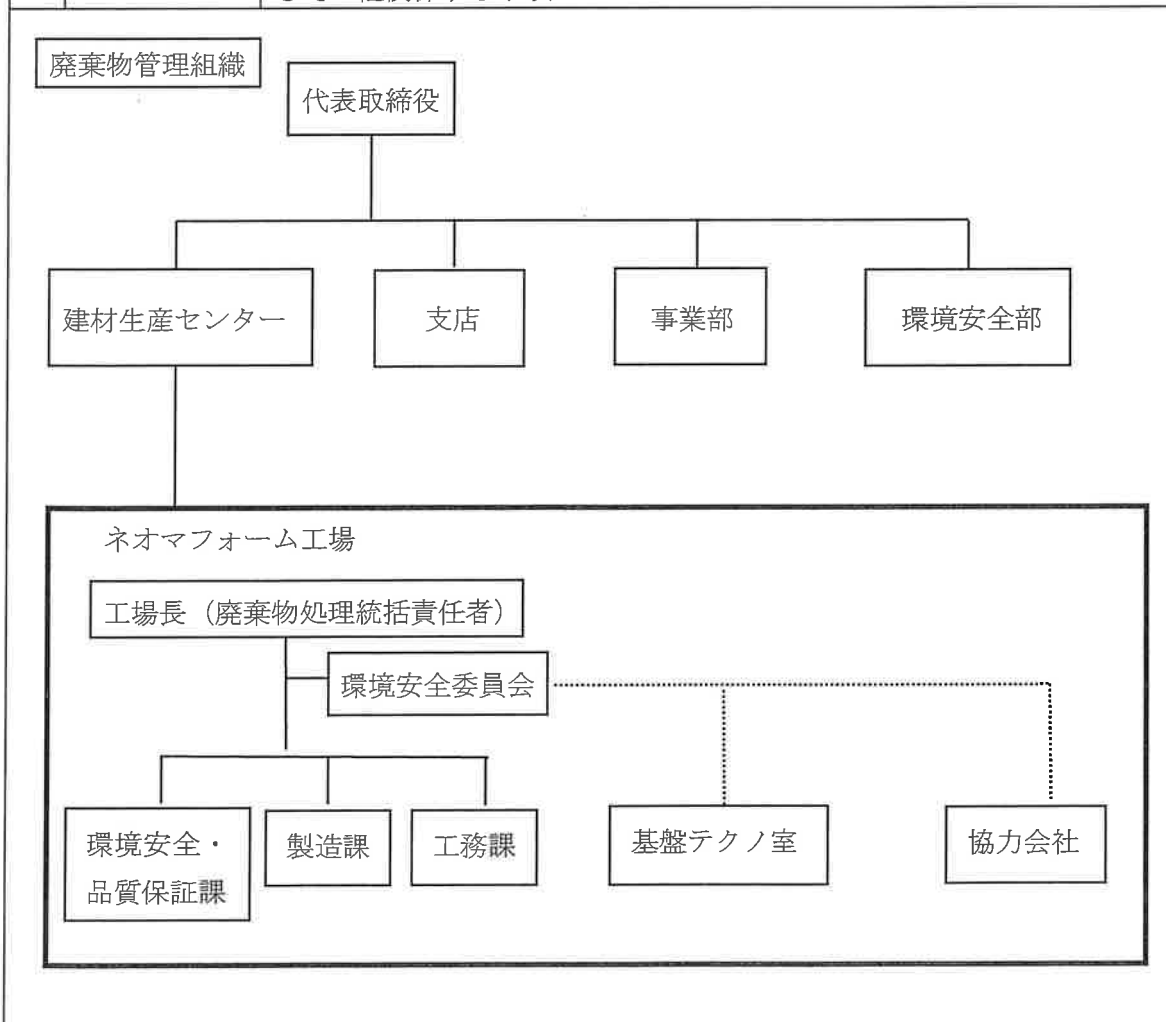 廃棄物管理組織
代表取締役
建材生産センター
支店
事業部
環境安全部
ネオマフォーム工場
工場長（廃棄物処理統括責任者）
環境安全委員会
環境安全・
品質保証課
製造課
工務課
基盤テクノ室
協力会社